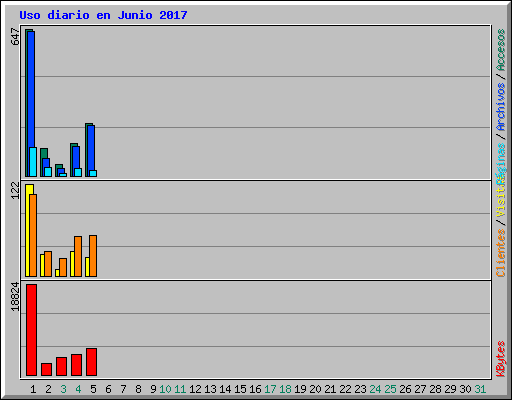 Uso diario en Junio 2017
647
122
18824
Accesos
/ Archivos /
Páginas
Visitas
Clientes /
KBytes
1 2 3 4 5 6 7 8 9 10 11 12 13 14 15 16 17 18 19 20 21 22 23 24 25 26 27 28 29 30 31